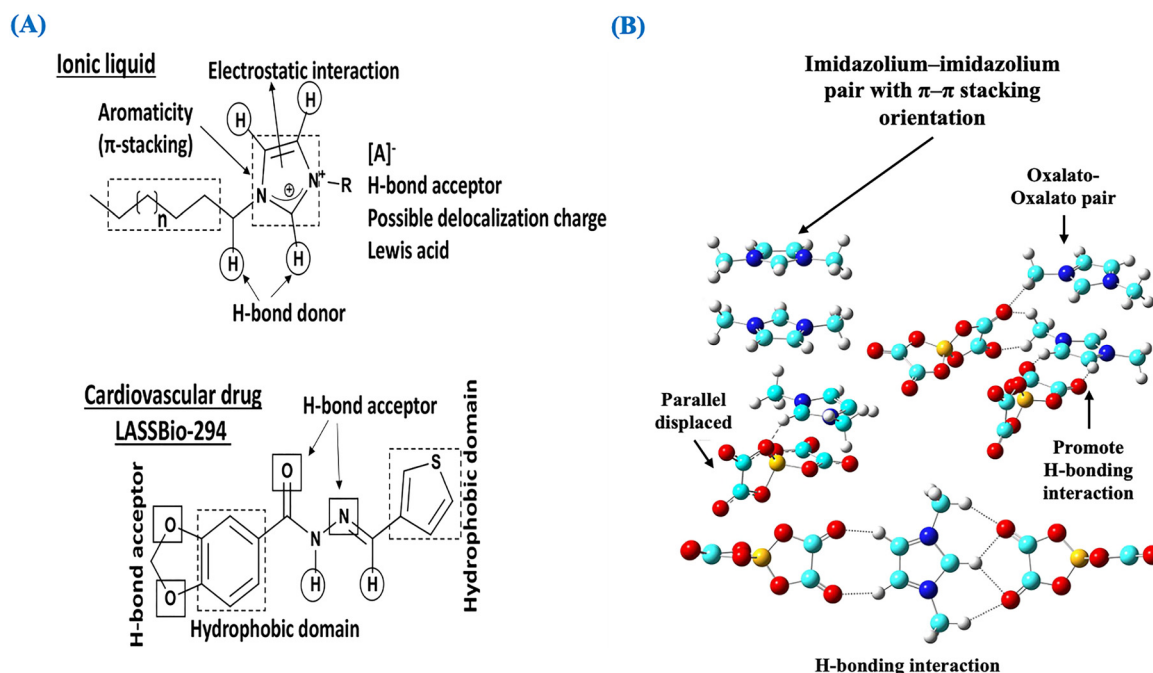 (A)
Ionic liquid
Electrostatic interaction
Aromaticity
(π-stacking)
H
H
N
N+
⊕
R
n
H
H
H-bond donor
[A]-
H-bond acceptor
Possible delocalization charge
Lewis acid
Cardiovascular drug
LASSBio-294
H-bond acceptor
H-bond acceptor
O
O
O
N
N
H
H
S
Hydrophobic domain
Hydrophobic domain
(B)
Imidazolium–imidazolium
pair with π–π stacking
orientation
Oxalato-
Oxalato pair
Parallel
displaced
Promote
H-bonding
interaction
H-bonding interaction